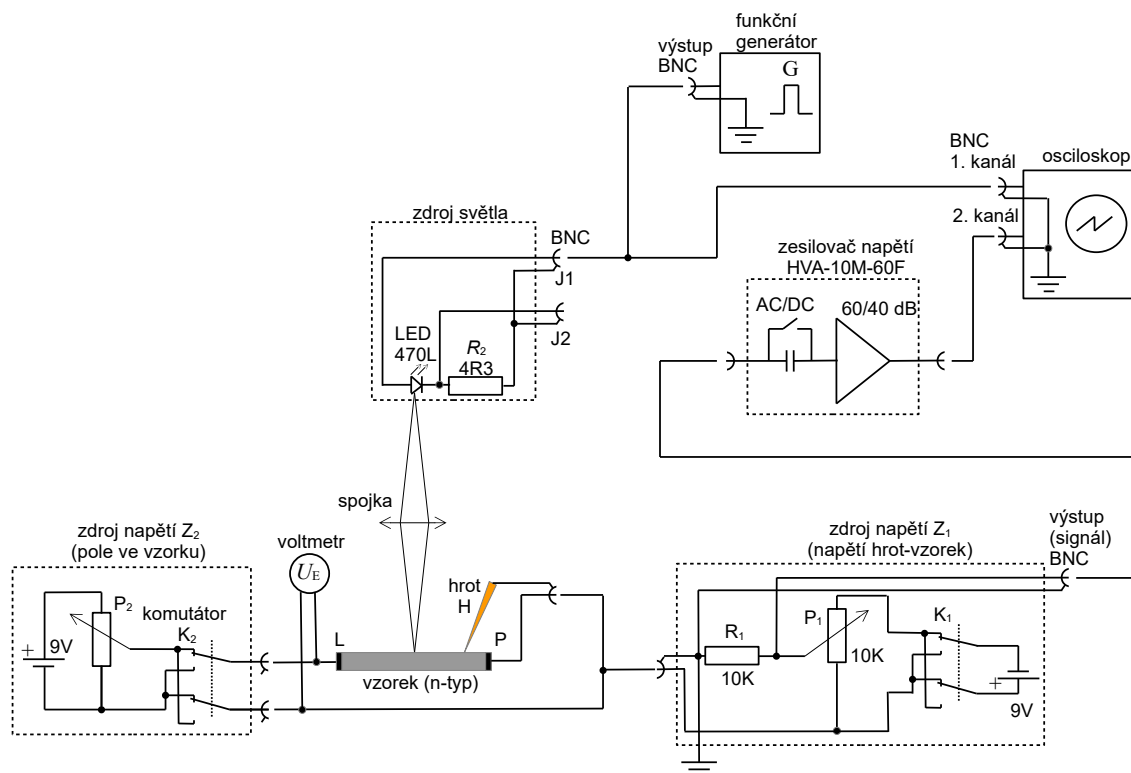 funkční
generátor
výstup
BNC
G
BNC
1. kanál
osciloskop
2. kanál
zdroj světla
BNC
J1
J2
LED
470L
R2
4R3
zesilovač napětí
HVA-10M-60F
AC/DC
60/40 dB
spojka
zdroj napětí Z2
(pole ve vzorku)
voltmetr
UE
hrot
H
zdroj napětí Z1
(napětí hrot-vzorek)
výstup
(signál)
BNC
P2
komutátor
K2
+
9V
L
P
vzorek (n-typ)
R1
10K
P1
10K
K1
+
9V